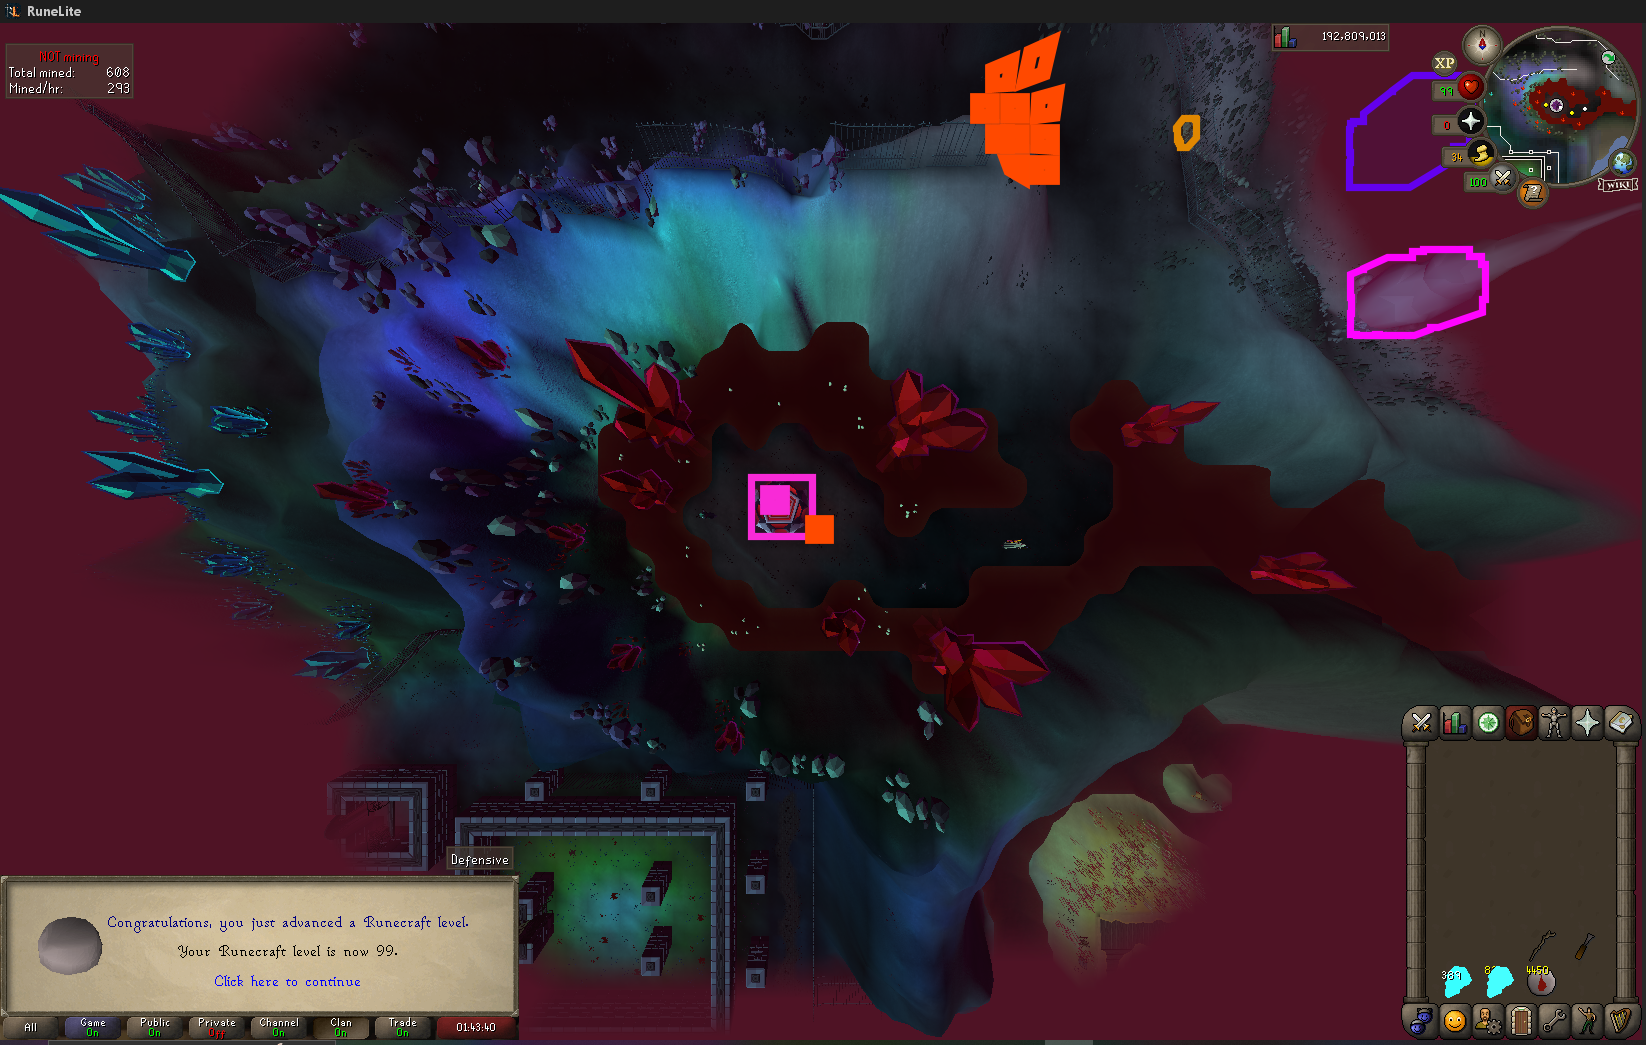 RuneLite
NOT mining
Total mined: 608
Mined/hr: 293
192,809,013
N
XP
99
0
34
100
WIKI
Defensive
Congratulations, you just advanced a Runecraft level.
Your Runecraft level is now 99.
Click here to continue
389
4450
All
Game
On
Public
On
Private
Off
Channel
On
Clan
On
Trade
On
01:43:40